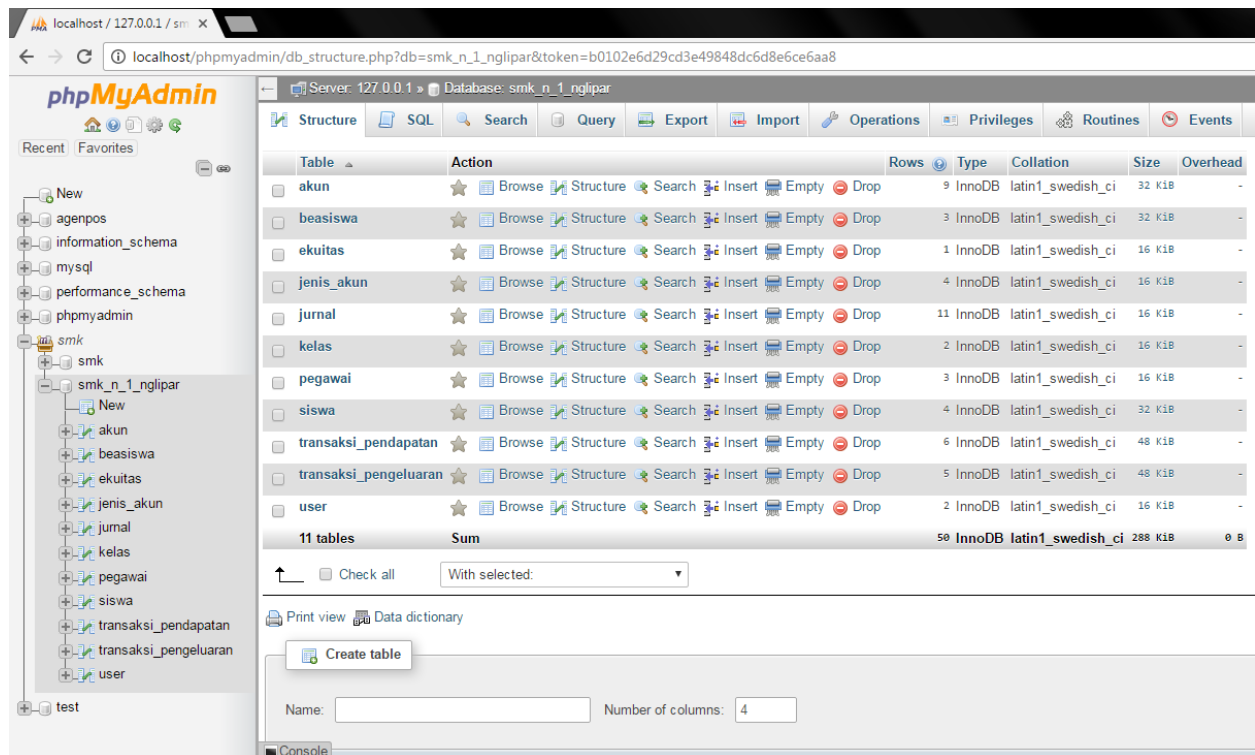 localhost / 127.0.0.1 / sm
localhost/phpmyadmin/db_structure.php?db=smk_n_1_nglipar&token=b0102e6d29cd3e49848dc6d8e6ce6aa8
phpMyAdmin
Recent Favorites
New
agenpos
information_schema
mysql
performance_schema
phpmyadmin
smk
smk
smk_n_1_nglipar
New
akun
beasiswa
ekuitas
jenis_akun
jurnal
kelas
pegawai
siswa
transaksi_pendapatan
transaksi_pengeluaran
user
test
Server: 127.0.0.1 » Database: smk_n_1_nglipar
Structure SQL Search Query Export Import Operations Privileges Routines Events
Table Action Rows Type Collation Size Overhead
akun Browse Structure Search Insert Empty Drop 9 InnoDB latin1_swedish_ci 32 KiB -
beasiswa Browse Structure Search Insert Empty Drop 3 InnoDB latin1_swedish_ci 32 KiB -
ekuitas Browse Structure Search Insert Empty Drop 1 InnoDB latin1_swedish_ci 16 KiB -
jenis_akun Browse Structure Search Insert Empty Drop 4 InnoDB latin1_swedish_ci 16 KiB -
jurnal Browse Structure Search Insert Empty Drop 11 InnoDB latin1_swedish_ci 16 KiB -
kelas Browse Structure Search Insert Empty Drop 2 InnoDB latin1_swedish_ci 16 KiB -
pegawai Browse Structure Search Insert Empty Drop 3 InnoDB latin1_swedish_ci 16 KiB -
siswa Browse Structure Search Insert Empty Drop 4 InnoDB latin1_swedish_ci 32 KiB -
transaksi_pendapatan Browse Structure Search Insert Empty Drop 6 InnoDB latin1_swedish_ci 48 KiB -
transaksi_pengeluaran Browse Structure Search Insert Empty Drop 5 InnoDB latin1_swedish_ci 48 KiB -
user Browse Structure Search Insert Empty Drop 2 InnoDB latin1_swedish_ci 16 KiB -
11 tables Sum 50 InnoDB latin1_swedish_ci 288 KiB 0 B
Check all With selected:
Print view Data dictionary
Create table
Name: Number of columns: 4
Console